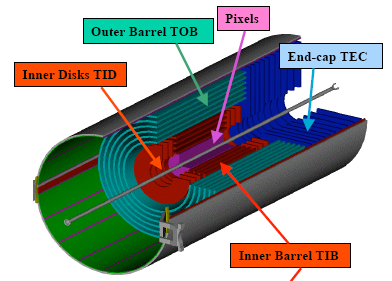 Pixels
Outer Barrel TOB
End-cap TEC
Inner Disks TID
Inner Barrel TIB